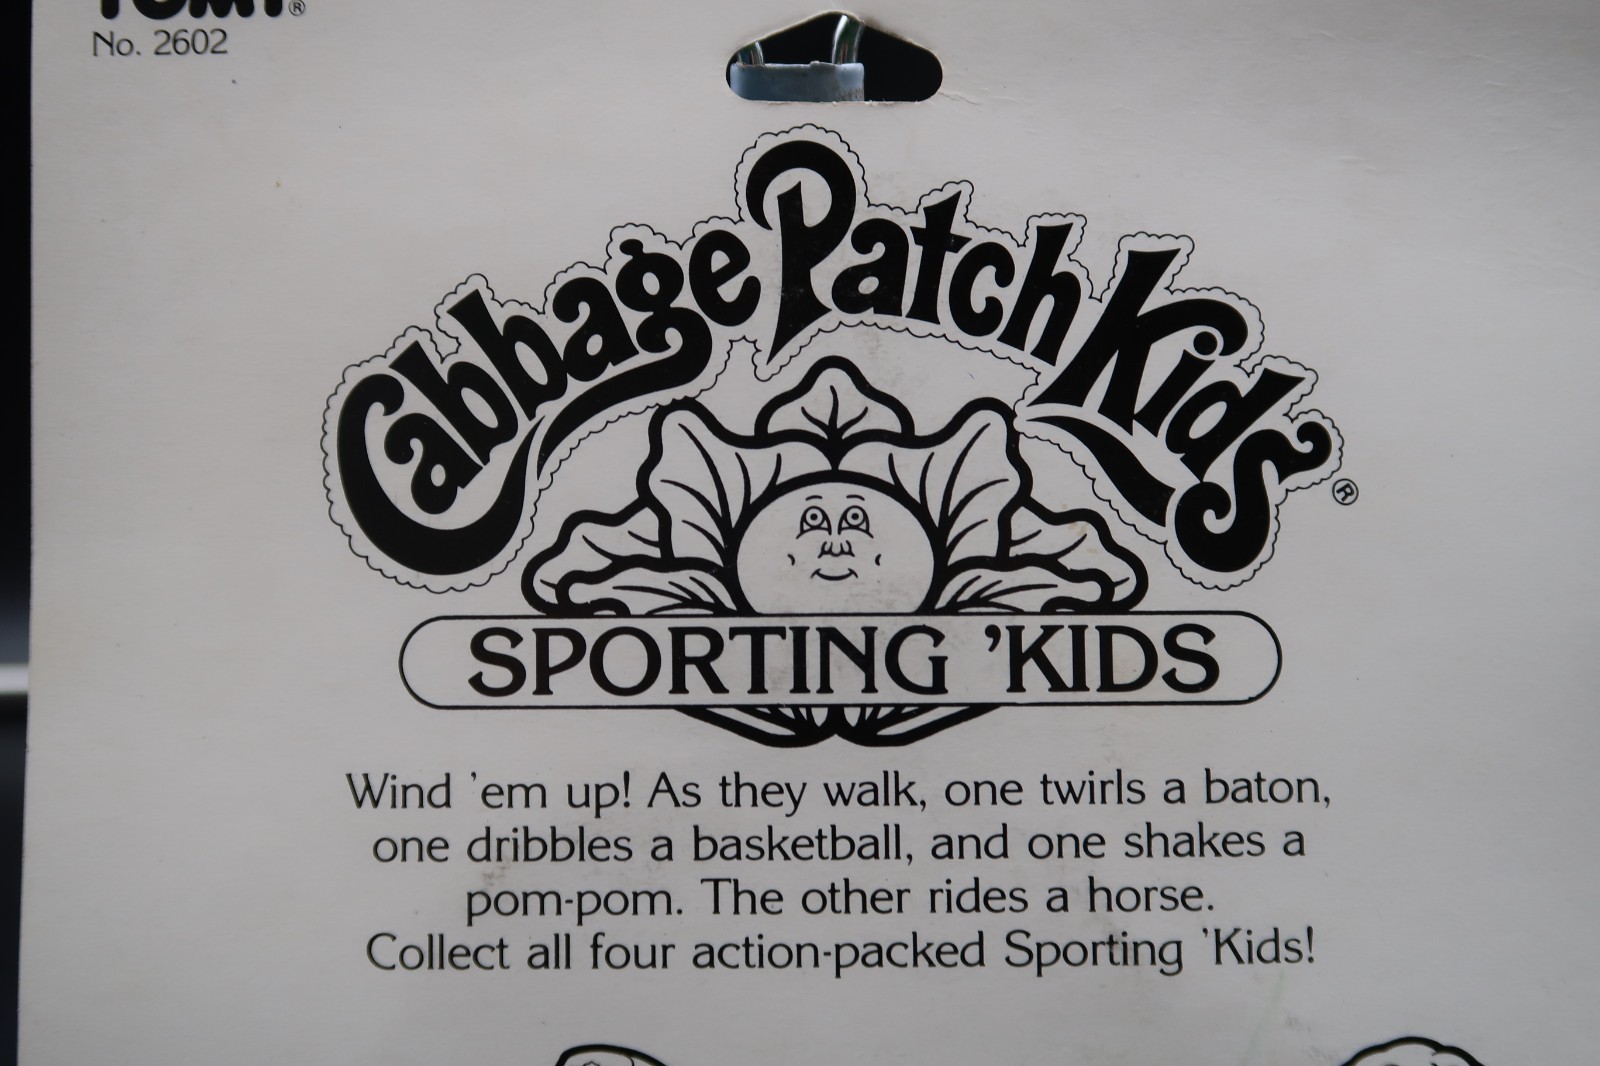 TOMY®
No. 2602
Cabbage Patch Kids®
SPORTING 'KIDS
Wind 'em up! As they walk, one twirls a baton,
one dribbles a basketball, and one shakes a
pom-pom. The other rides a horse.
Collect all four action-packed Sporting 'Kids!